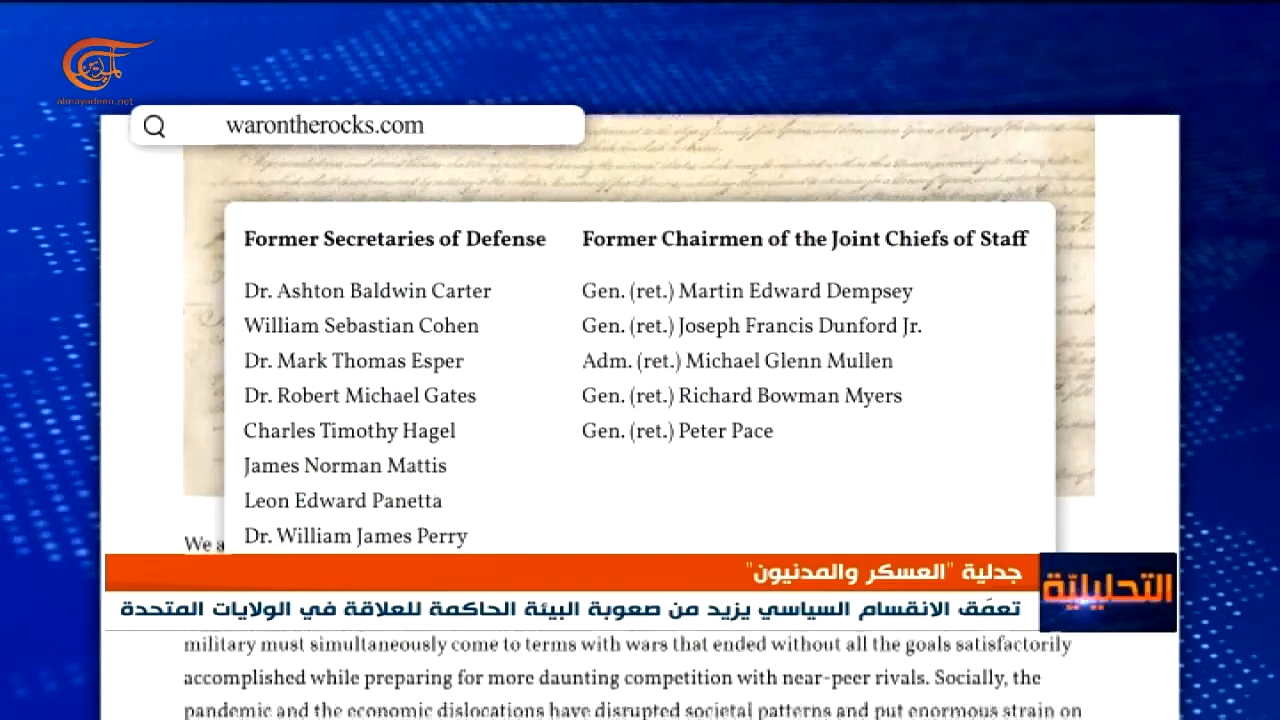 الميادين
almayadeen.net
warontherocks.com
Former Secretaries of Defense
Dr. Ashton Baldwin Carter
William Sebastian Cohen
Dr. Mark Thomas Esper
Dr. Robert Michael Gates
Charles Timothy Hagel
James Norman Mattis
Leon Edward Panetta
Dr. William James Perry
Former Chairmen of the Joint Chiefs of Staff
Gen. (ret.) Martin Edward Dempsey
Gen. (ret.) Joseph Francis Dunford Jr.
Adm. (ret.) Michael Glenn Mullen
Gen. (ret.) Richard Bowman Myers
Gen. (ret.) Peter Pace
We a
جدلية "العسكر والمدنيون"
التحليلية
تعمّق الانقسام السياسي يزيد من صعوبة البيئة الحاكمة للعلاقة في الولايات المتحدة
military must simultaneously come to terms with wars that ended without all the goals satisfactorily
accomplished while preparing for more daunting competition with near-peer rivals. Socially, the
pandemic and the economic dislocations have disrupted societal patterns and put enormous strain on